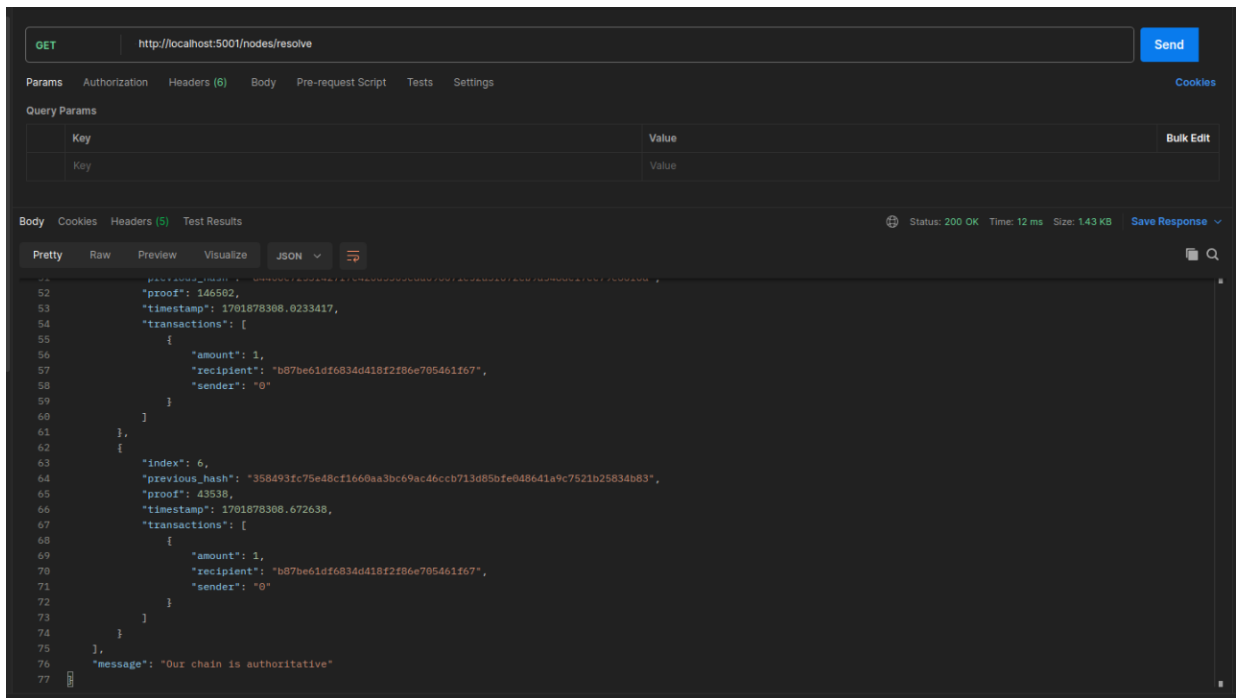 GET http://localhost:5001/nodes/resolve Send
Params Authorization Headers (6) Body Pre-request Script Tests Settings Cookies
Query Params
Key Value Bulk Edit
Key Value
Body Cookies Headers (5) Test Results Status: 200 OK Time: 12 ms Size: 1.43 KB Save Response
Pretty Raw Preview Visualize JSON
52 "proof": 146502,
53 "timestamp": 1701878308.0233417,
54 "transactions": [
55 {
56 "amount": 1,
57 "recipient": "b87be61df6834d418f2f86e705461f67",
58 "sender": "0"
59 }
60 ]
61 },
62 {
63 "index": 6,
64 "previous_hash": "358493fc75e48cf1660aa3bc69ac46ccb713d85bfe048641a9c7521b25834b83",
65 "proof": 43538,
66 "timestamp": 1701878308.672638,
67 "transactions": [
68 {
69 "amount": 1,
70 "recipient": "b87be61df6834d418f2f86e705461f67",
71 "sender": "0"
72 }
73 ]
74 }
75 ],
76 "message": "Our chain is authoritative"
77 }